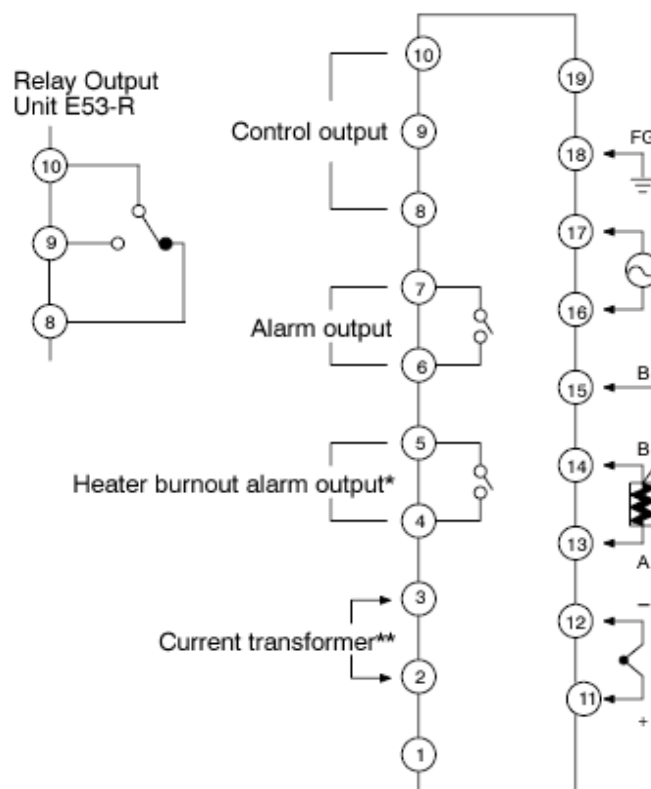 Relay Output
Unit E53-R
10
9
8
Control output
10
9
8
Alarm output
7
6
Heater burnout alarm output*
5
4
Current transformer**
3
2
1
19
18
FG
17
16
15
B
14
B
13
A
12
−
11
+